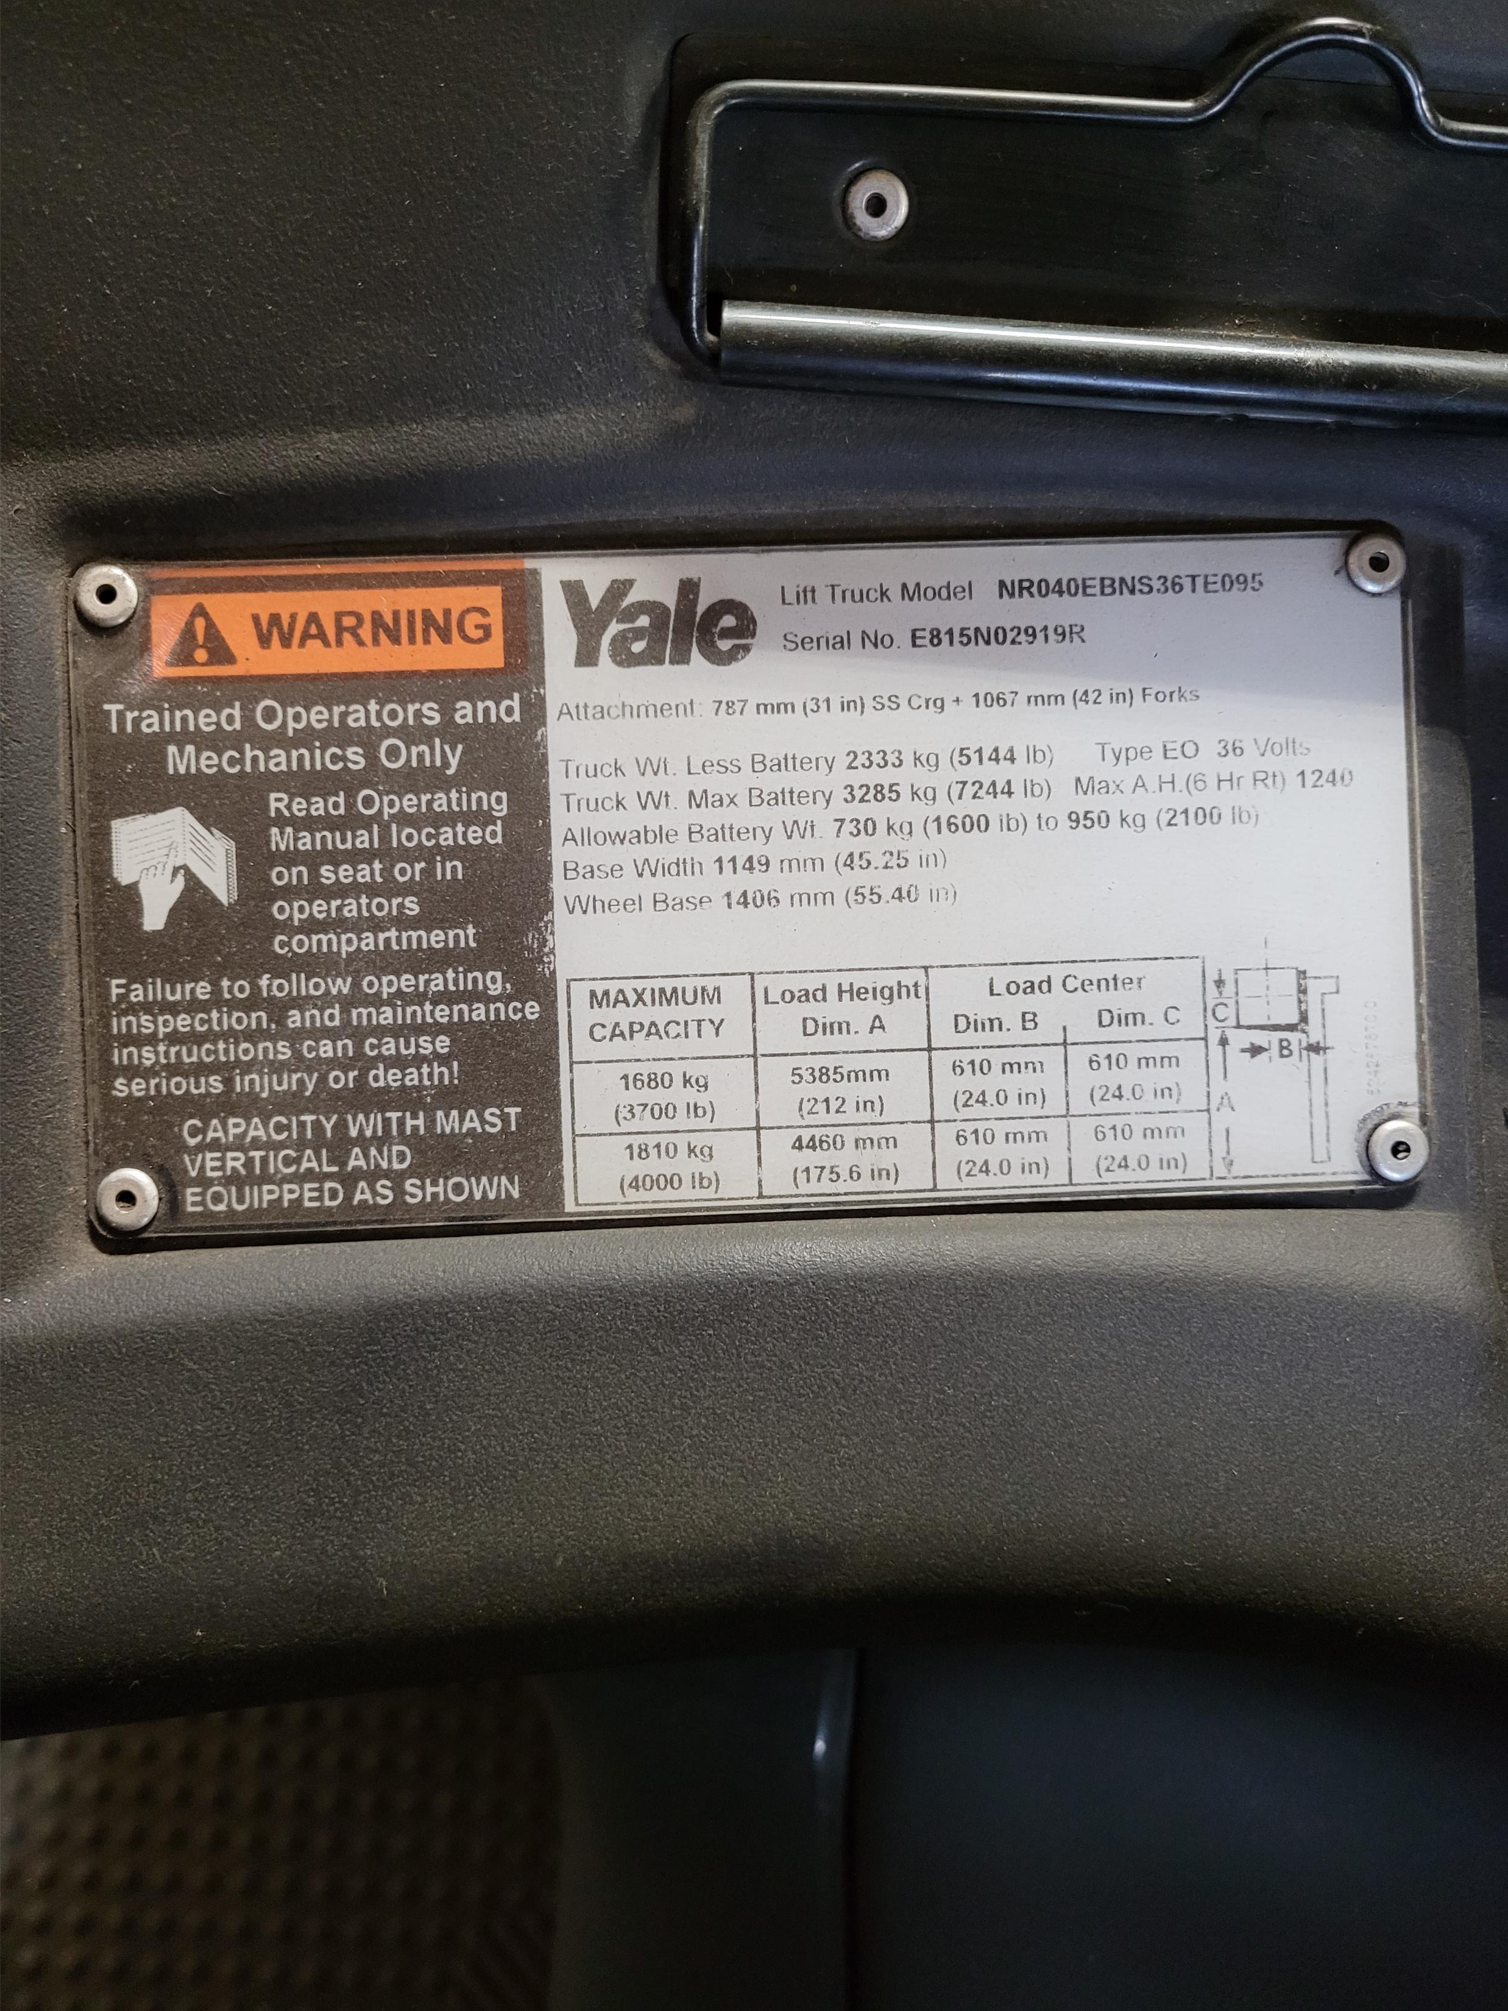 WARNING
Trained Operators and
Mechanics Only
Read Operating
Manual located
on seat or in
operators
compartment
Failure to follow operating,
inspection, and maintenance
instructions can cause
serious injury or death!
CAPACITY WITH MAST
VERTICAL AND
EQUIPPED AS SHOWN
Yale
Lift Truck Model NR040EBNS36TE095
Serial No. E815N02919R
Attachment: 787 mm (31 in) SS Crg + 1067 mm (42 in) Forks
Truck Wt. Less Battery 2333 kg (5144 lb) Type EO 36 Volts
Truck Wt. Max Battery 3285 kg (7244 lb) Max A.H.(6 Hr Rt) 1240
Allowable Battery Wt. 730 kg (1600 lb) to 950 kg (2100 lb)
Base Width 1149 mm (45.25 in)
Wheel Base 1406 mm (55.40 in)
MAXIMUM CAPACITY Load Height Dim. A Load Center Dim. B Dim. C
1680 kg 5385mm 610 mm 610 mm
(3700 lb) (212 in) (24.0 in) (24.0 in)
1810 kg 4460 mm 610 mm 610 mm
(4000 lb) (175.6 in) (24.0 in) (24.0 in)
C
B
A